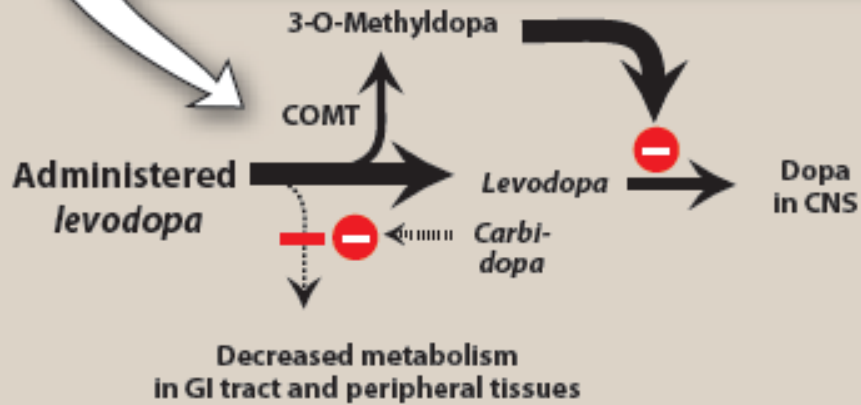 3-O-Methyldopa
COMT
Administered
levodopa
Levodopa
Dopa
in CNS
Carbi-
dopa
Decreased metabolism
in GI tract and peripheral tissues